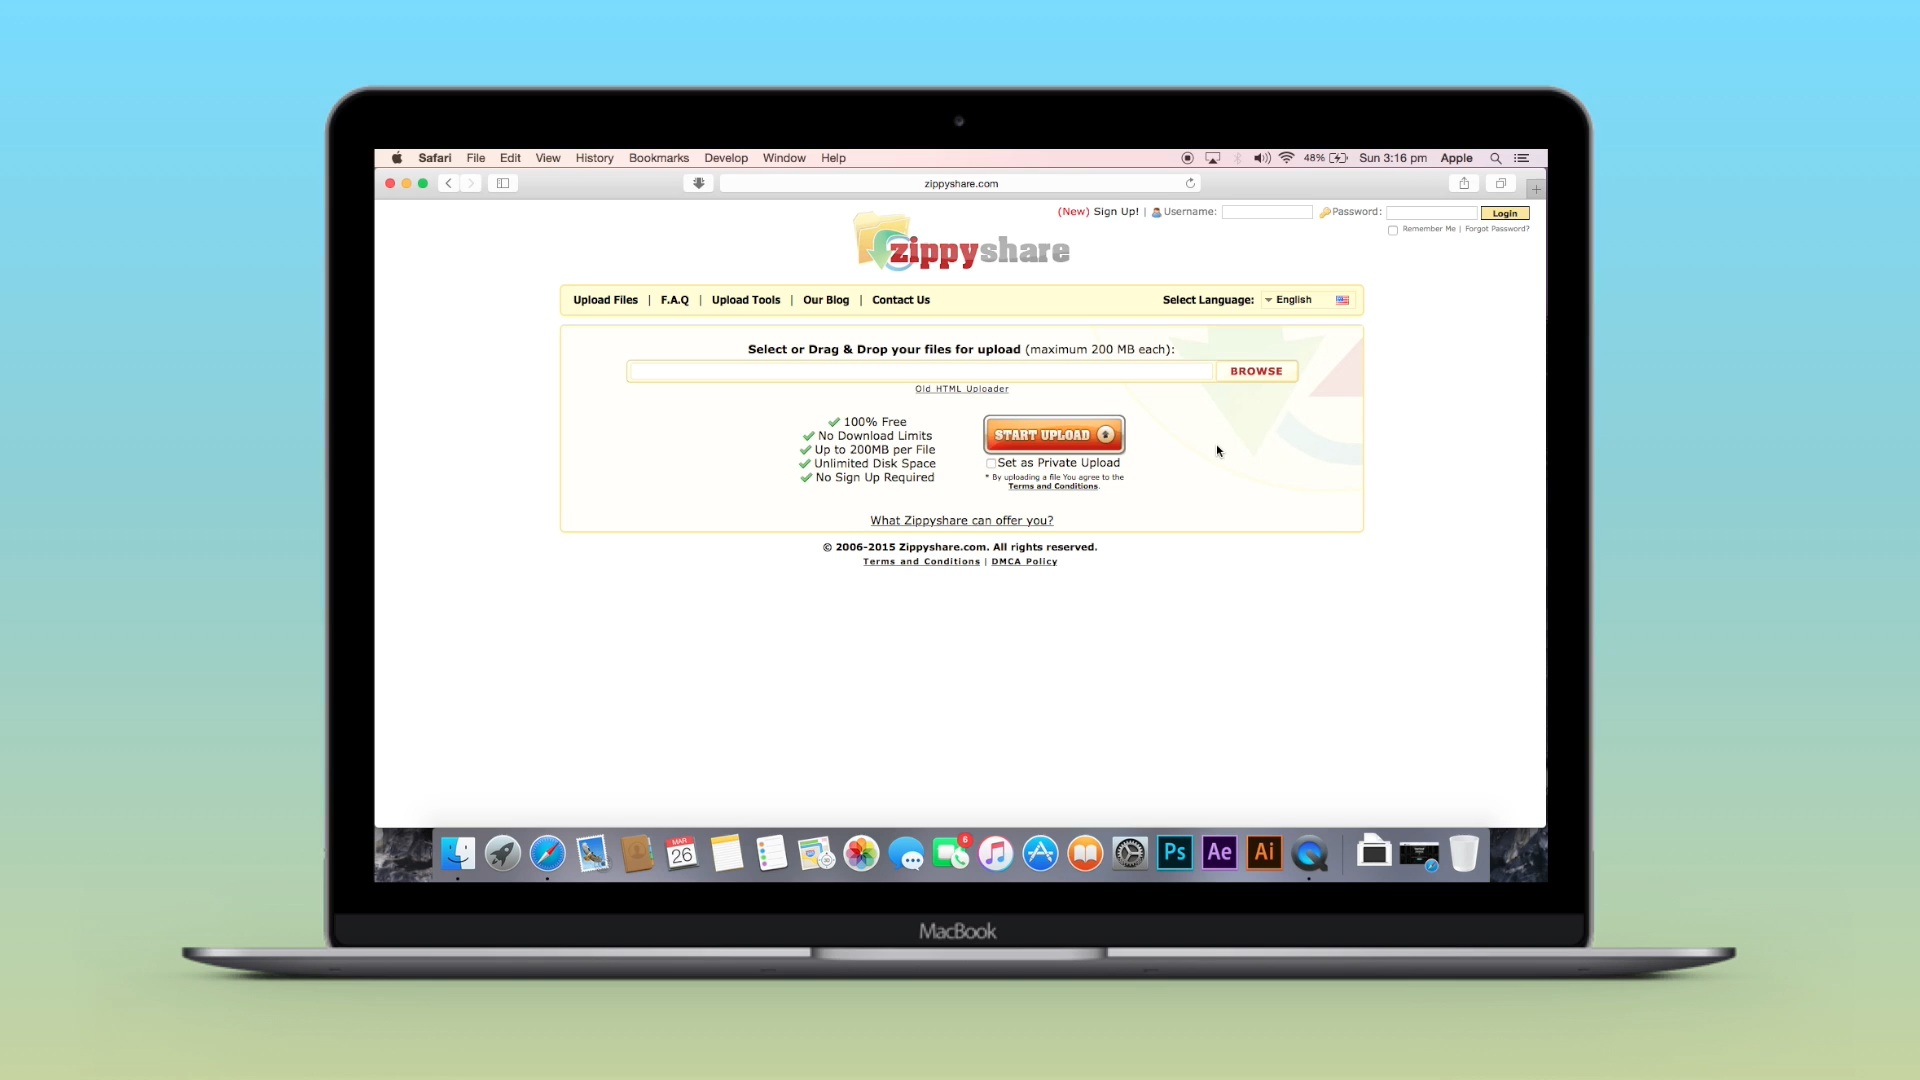 Safari File Edit View History Bookmarks Develop Window Help 48% Sun 3:16 pm Apple
zippyshare.com
(New) Sign Up! | Username: Password: Login
Remember Me | Forgot Password?
zippyshare
Upload Files | F.A.Q | Upload Tools | Our Blog | Contact Us Select Language: English
Select or Drag & Drop your files for upload (maximum 200 MB each):
BROWSE
Old HTML Uploader
100% Free
No Download Limits
Up to 200MB per File
Unlimited Disk Space
No Sign Up Required
START UPLOAD
Set as Private Upload
* By uploading a file You agree to the
Terms and Conditions.
What Zippyshare can offer you?
© 2006-2015 Zippyshare.com. All rights reserved.
Terms and Conditions | DMCA Policy
MAR
26
6
Ps Ae Ai
MacBook